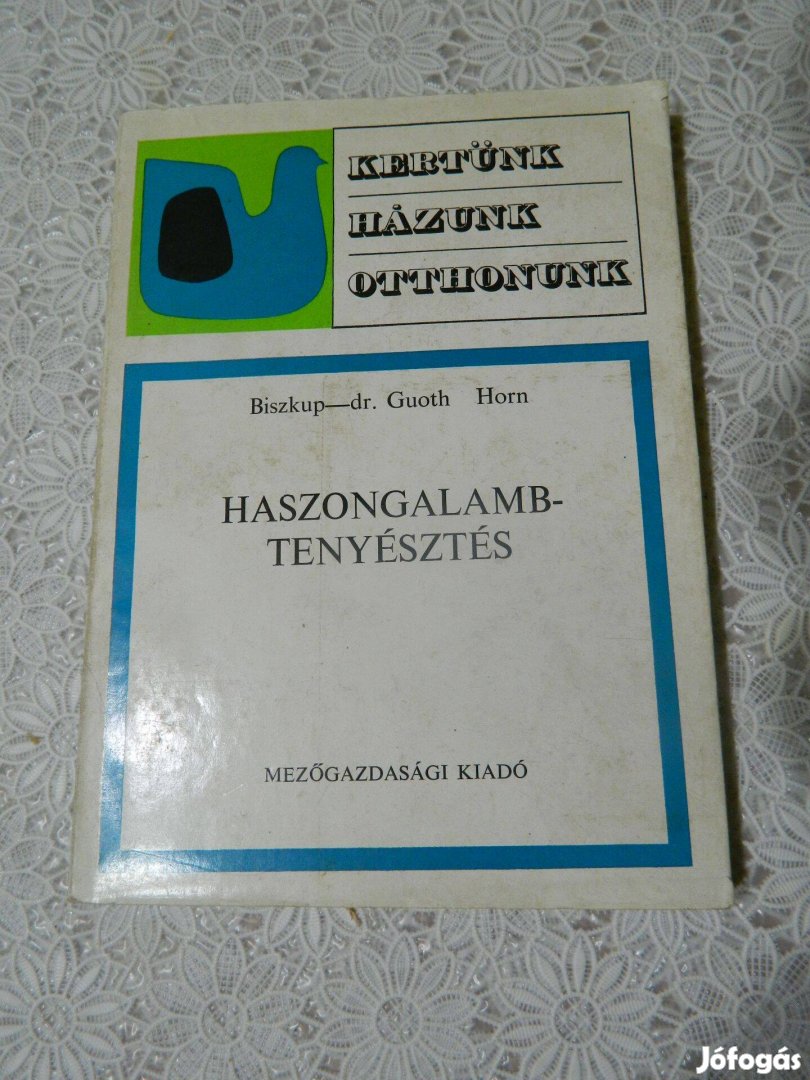 KERTÜNK
HÁZUNK
OTTHONUNK
Biszkup—dr. Guoth Horn
HASZONGALAMB-
TENYÉSZTÉS
MEZŐGAZDASÁGI KIADÓ
Jófogás